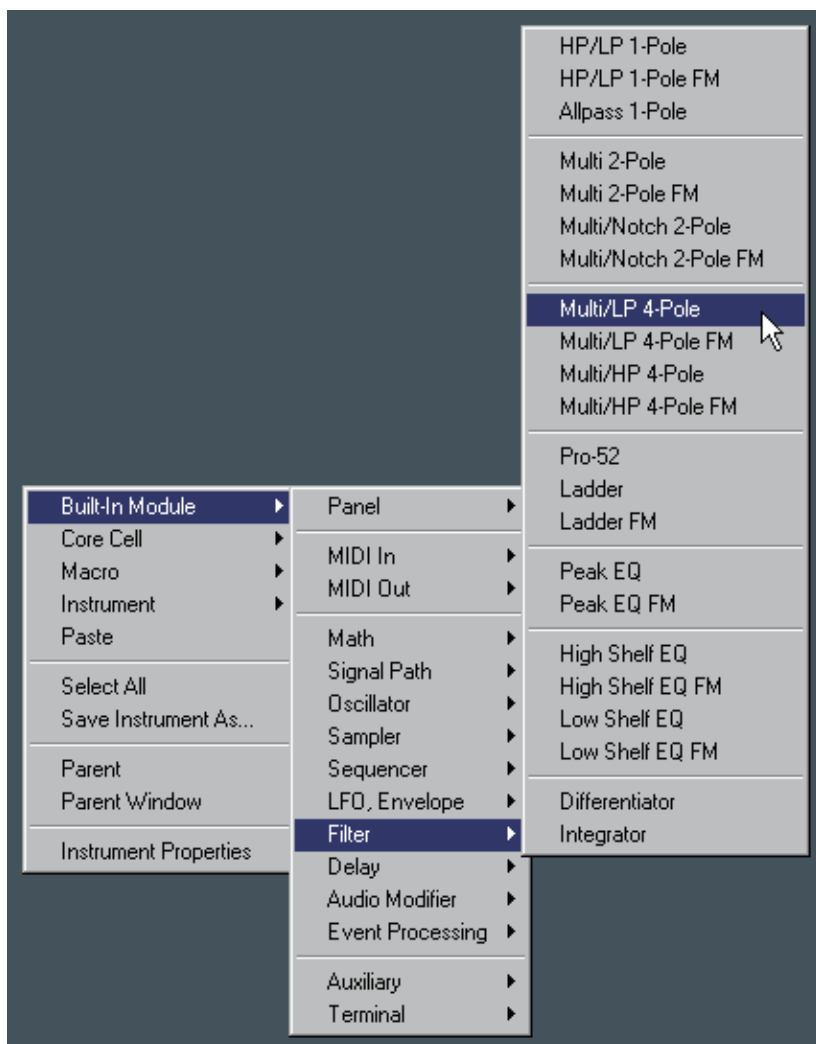 Built-In Module
Core Cell
Macro
Instrument
Paste
Select All
Save Instrument As...
Parent
Parent Window
Instrument Properties
Panel
MIDI In
MIDI Out
Math
Signal Path
Oscillator
Sampler
Sequencer
LFO, Envelope
Filter
Delay
Audio Modifier
Event Processing
Auxiliary
Terminal
HP/LP 1-Pole
HP/LP 1-Pole FM
Allpass 1-Pole
Multi 2-Pole
Multi 2-Pole FM
Multi/Notch 2-Pole
Multi/Notch 2-Pole FM
Multi/LP 4-Pole
Multi/LP 4-Pole FM
Multi/HP 4-Pole
Multi/HP 4-Pole FM
Pro-52
Ladder
Ladder FM
Peak EQ
Peak EQ FM
High Shelf EQ
High Shelf EQ FM
Low Shelf EQ
Low Shelf EQ FM
Differentiator
Integrator